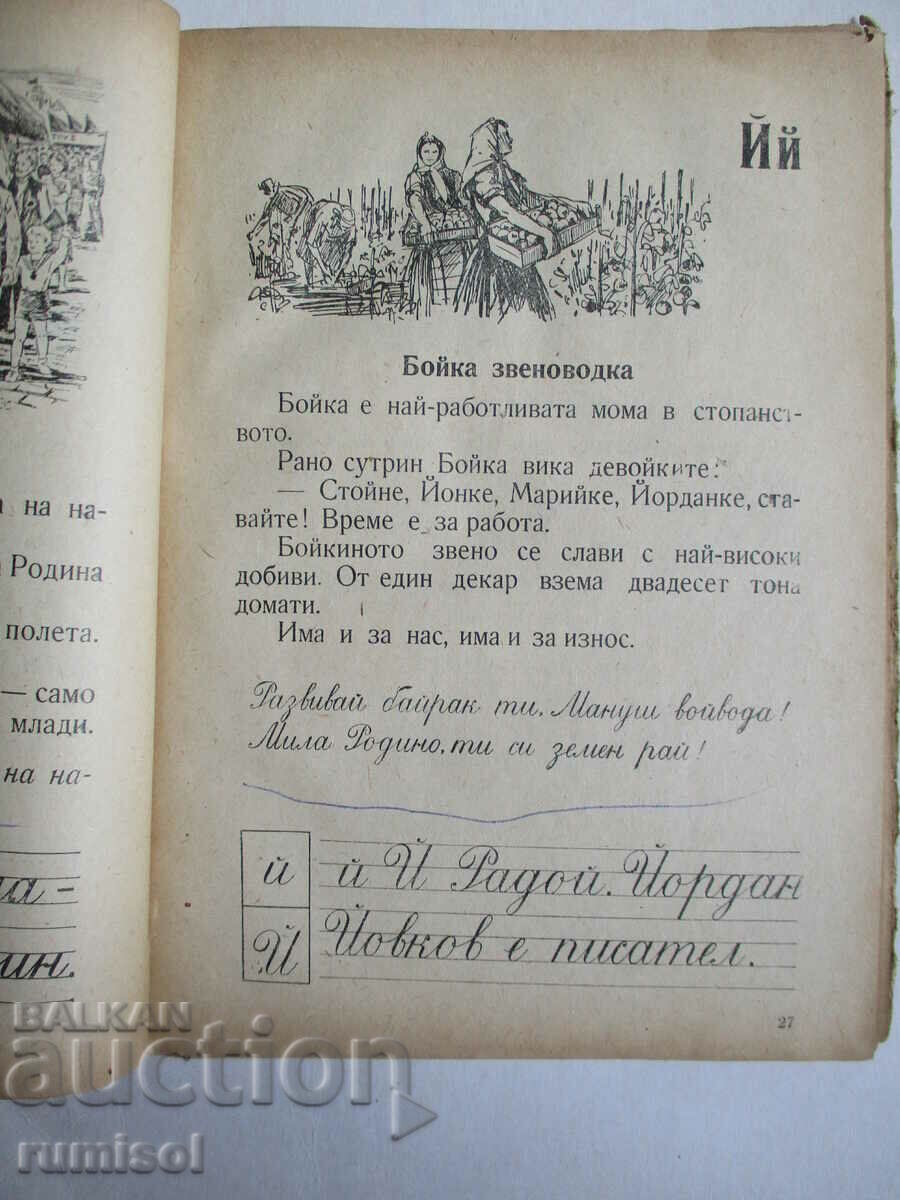 на на-
Родина
полета.
— само
млади.
на на-
ин.
Йй
Бойка звеноводка
Бойка е най-работливата мома в стопанст-
вото.
Рано сутрин Бойка вика девойките:
— Стойне, Йонке, Марийке, Йорданке, ста-
вайте! Време е за работа.
Бойкиното звено се слави с най-високи
добиви. От един декар взема двадесет тона
домати.
Има и за нас, има и за износ.
Развивай байрак ти, Мануш войвода!
Мила Родино, ти си земен рай!
й й Й Радой. Йордан
Й Йовков е писател.
27
BALKAN
auction
rumisol